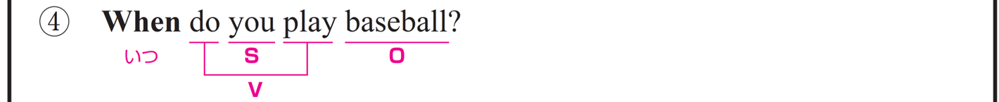 ④ When do you play baseball?
いつ S O
V